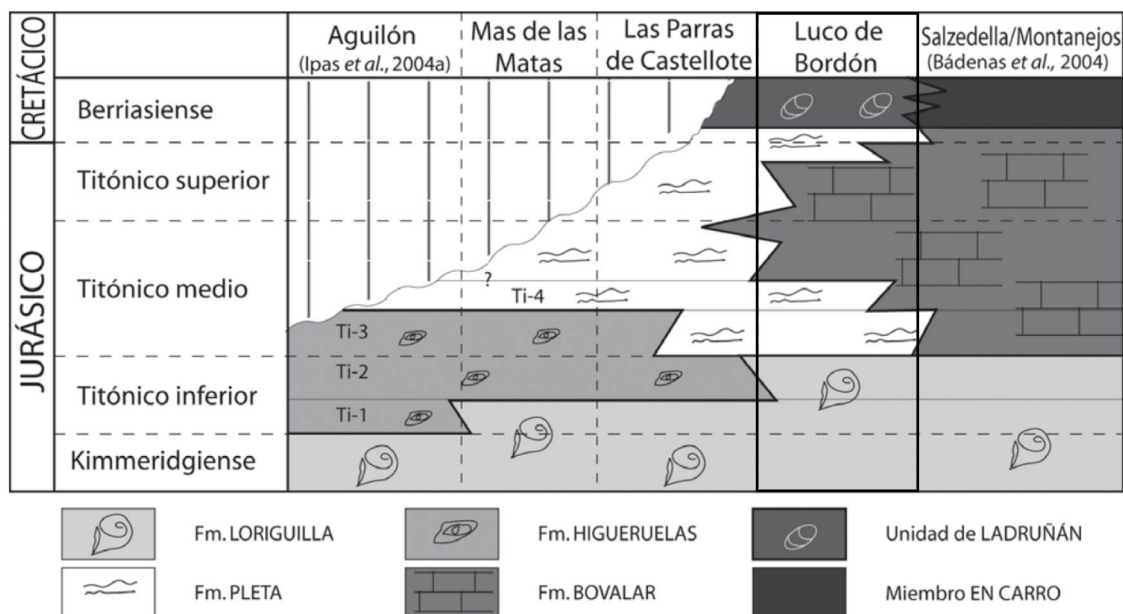 CRETÁCICO
JURÁSICO
Aguilón
(Ipas et al., 2004a)
Mas de las
Matas
Las Parras
de Castellote
Luco de
Bordón
Salzedella/Montanejos
(Bádenas et al., 2004)
Berriasiense
Titónico superior
Titónico medio
Titónico inferior
Kimmeridgiense
?
Ti-4
Ti-3
Ti-2
Ti-1
Fm. LORIGUILLA
Fm. HIGUERUELAS
Unidad de LADRUÑÁN
Fm. PLETA
Fm. BOVALAR
Miembro EN CARRO